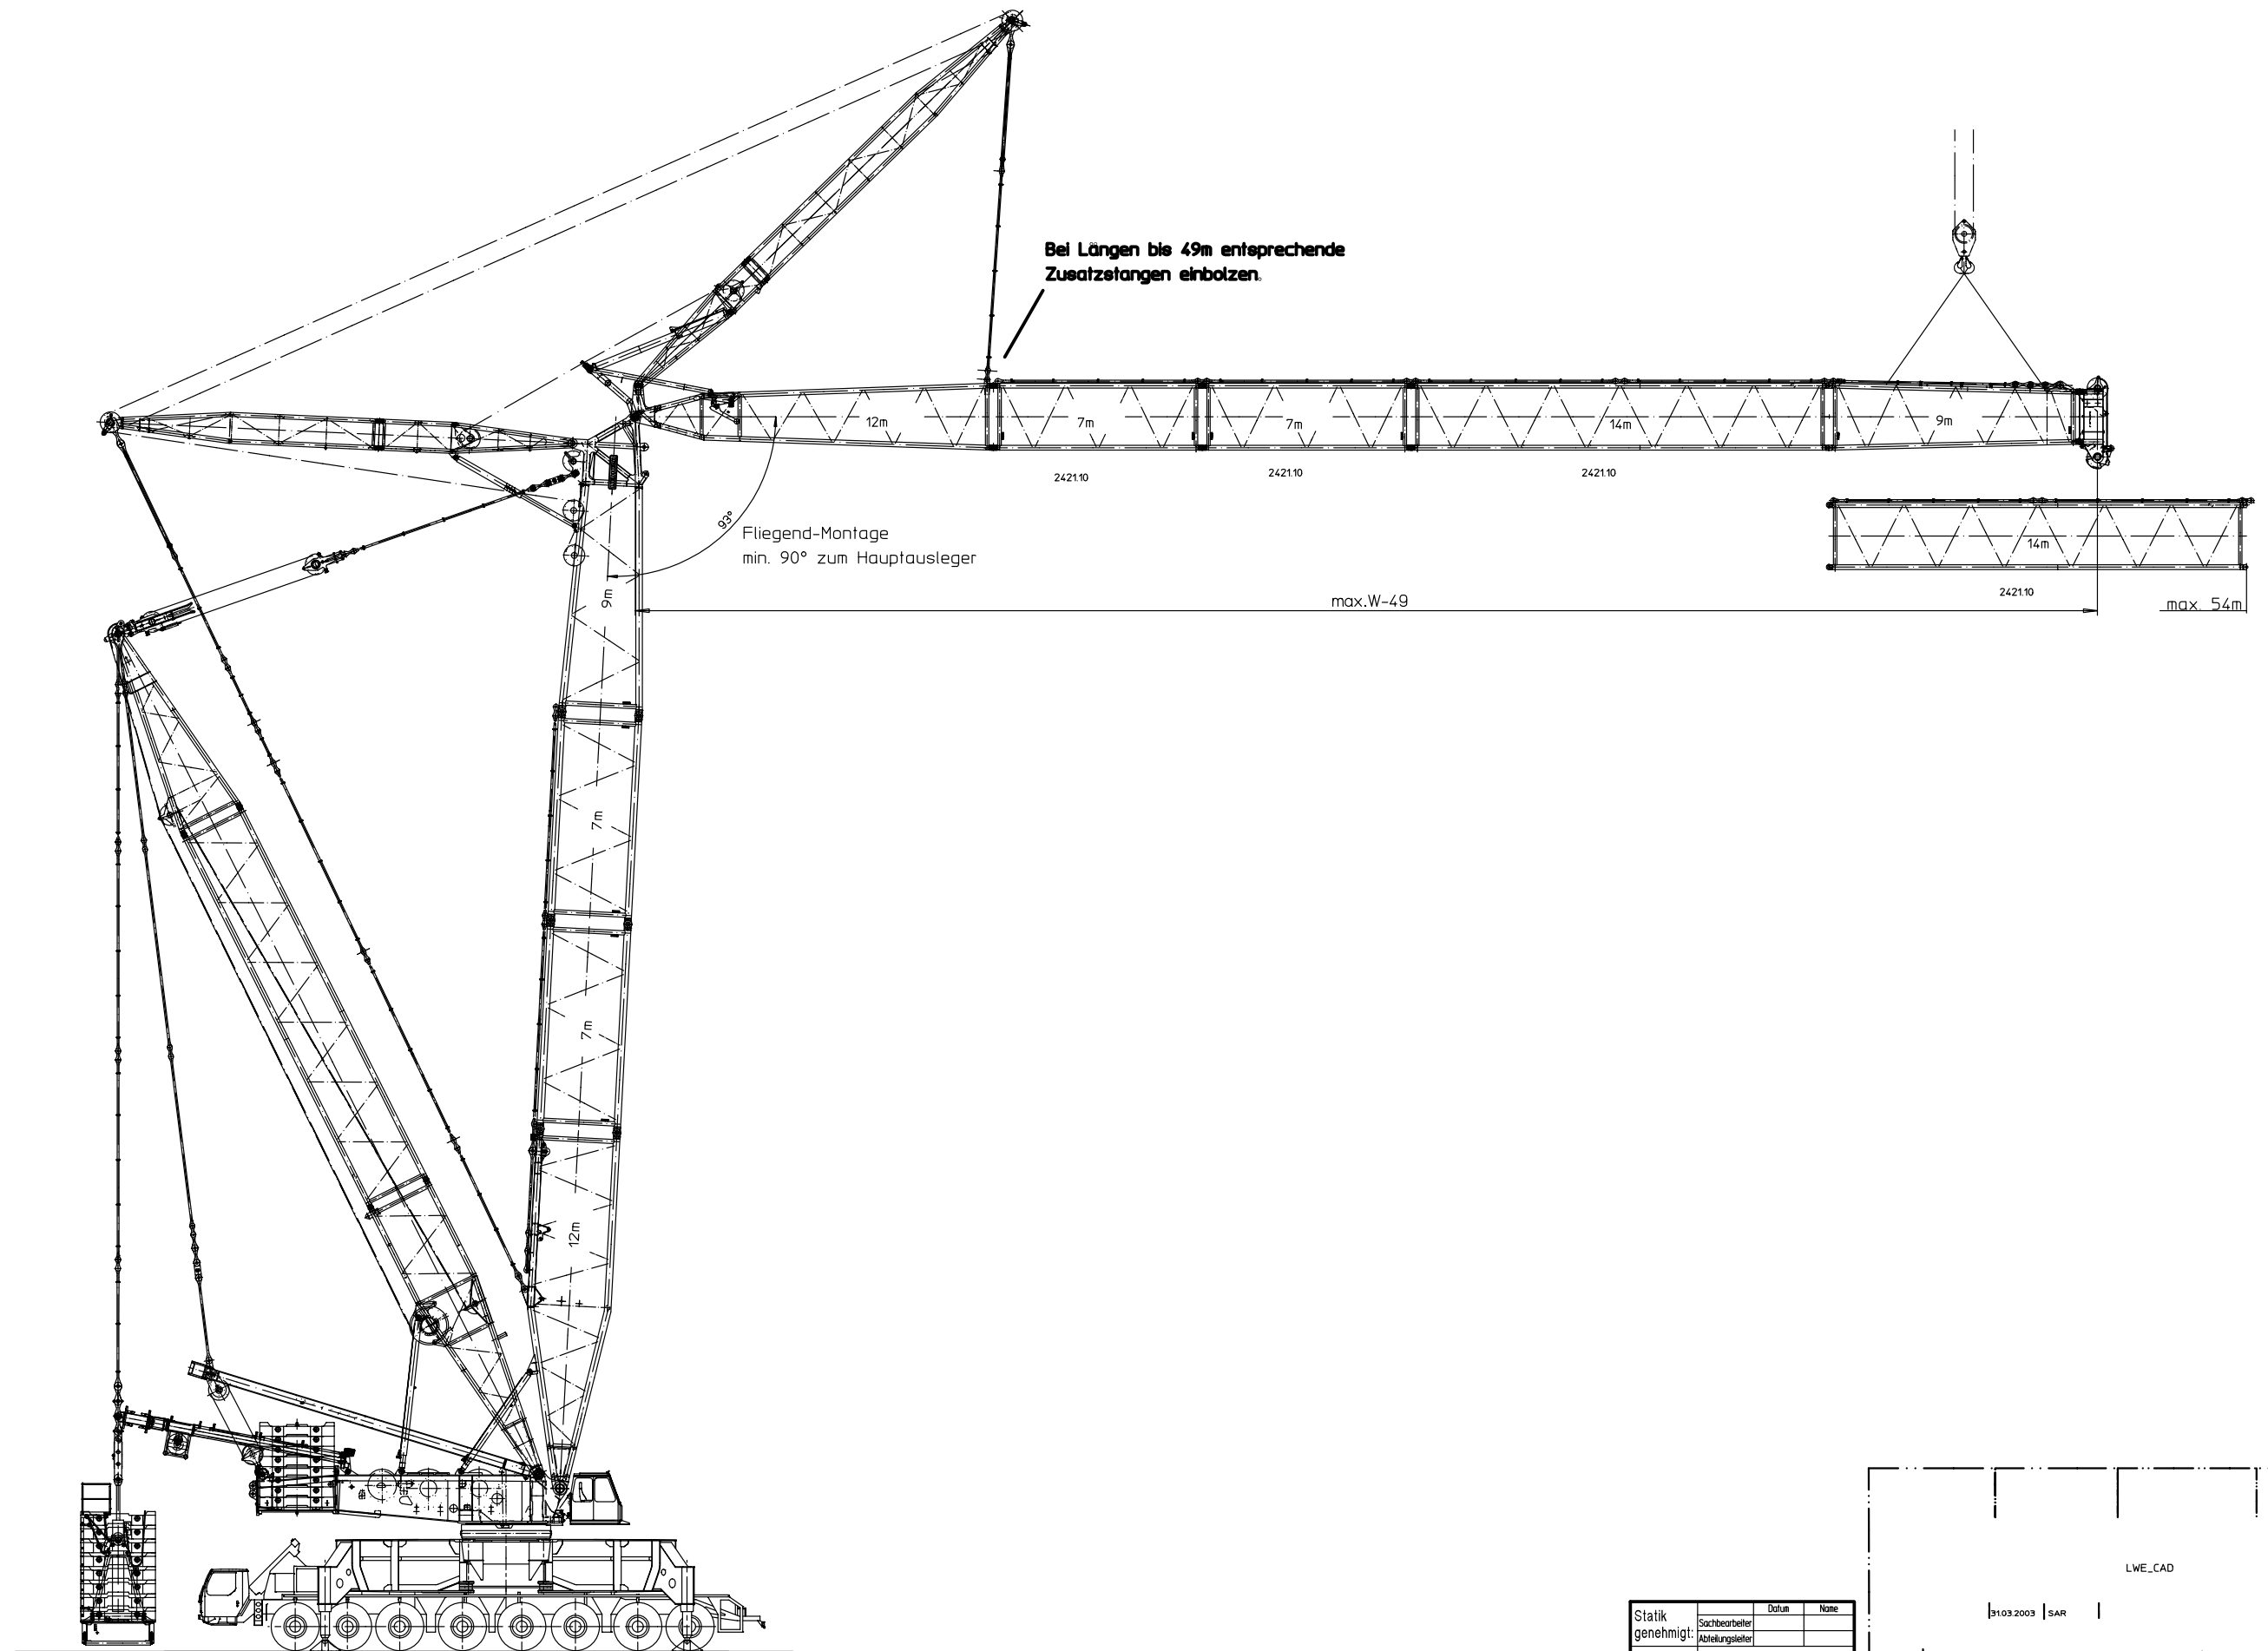 Bei Längen bis 49m entsprechende
Zusatzstangen einbolzen.
12m
7m
7m
14m
9m
2421.10
2421.10
2421.10
93°
Fliegend-Montage
min. 90° zum Hauptausleger
14m
2421.10
max.W-49
max. 54m
9m
7m
7m
12m
LWE_CAD
31.03.2003 SAR
Datum Name
Statik
genehmigt:
Sachbearbeiter
Abteilungsleiter